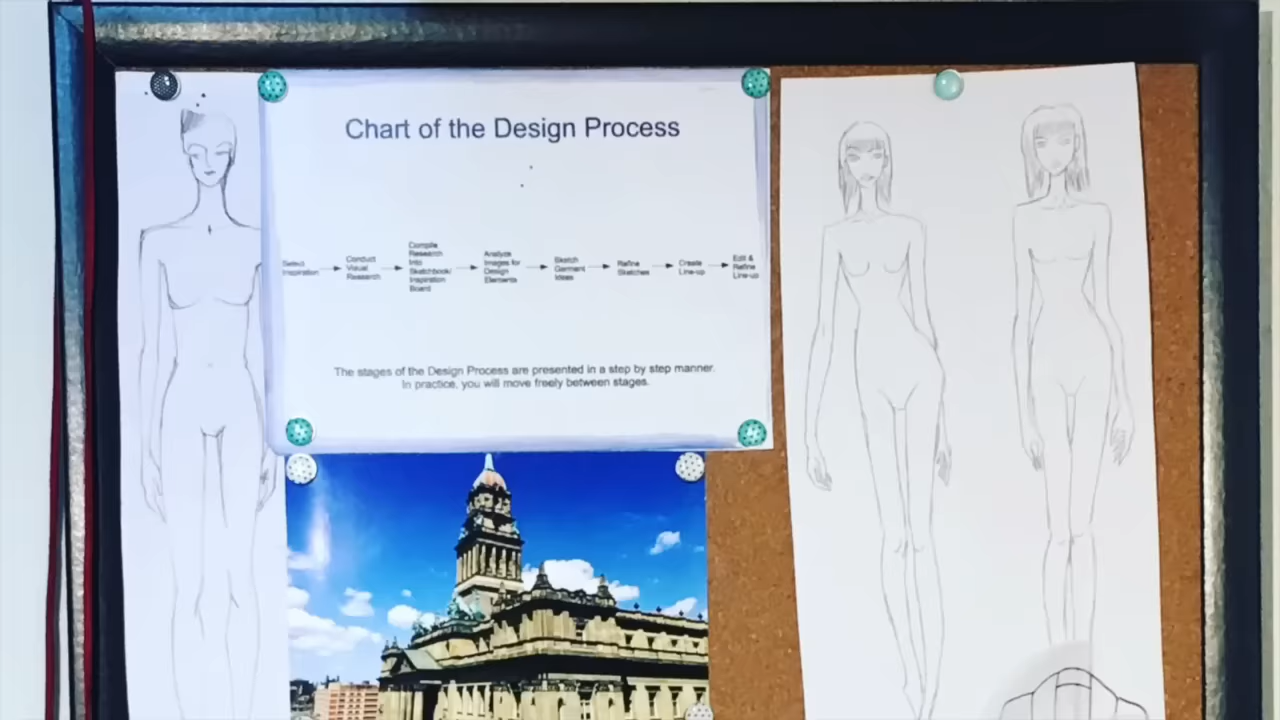 Chart of the Design Process
Select
Inspiration
Conduct
Visual
Research
Compile
Research
Into
Sketchbook/
Inspiration
Board
Analyze
Images for
Design
Elements
Sketch
Garment
Ideas
Refine
Sketches
Create
Line-up
Edit &
Refine
Line-up
The stages of the Design Process are presented in a step by step manner.
In practice, you will move freely between stages.